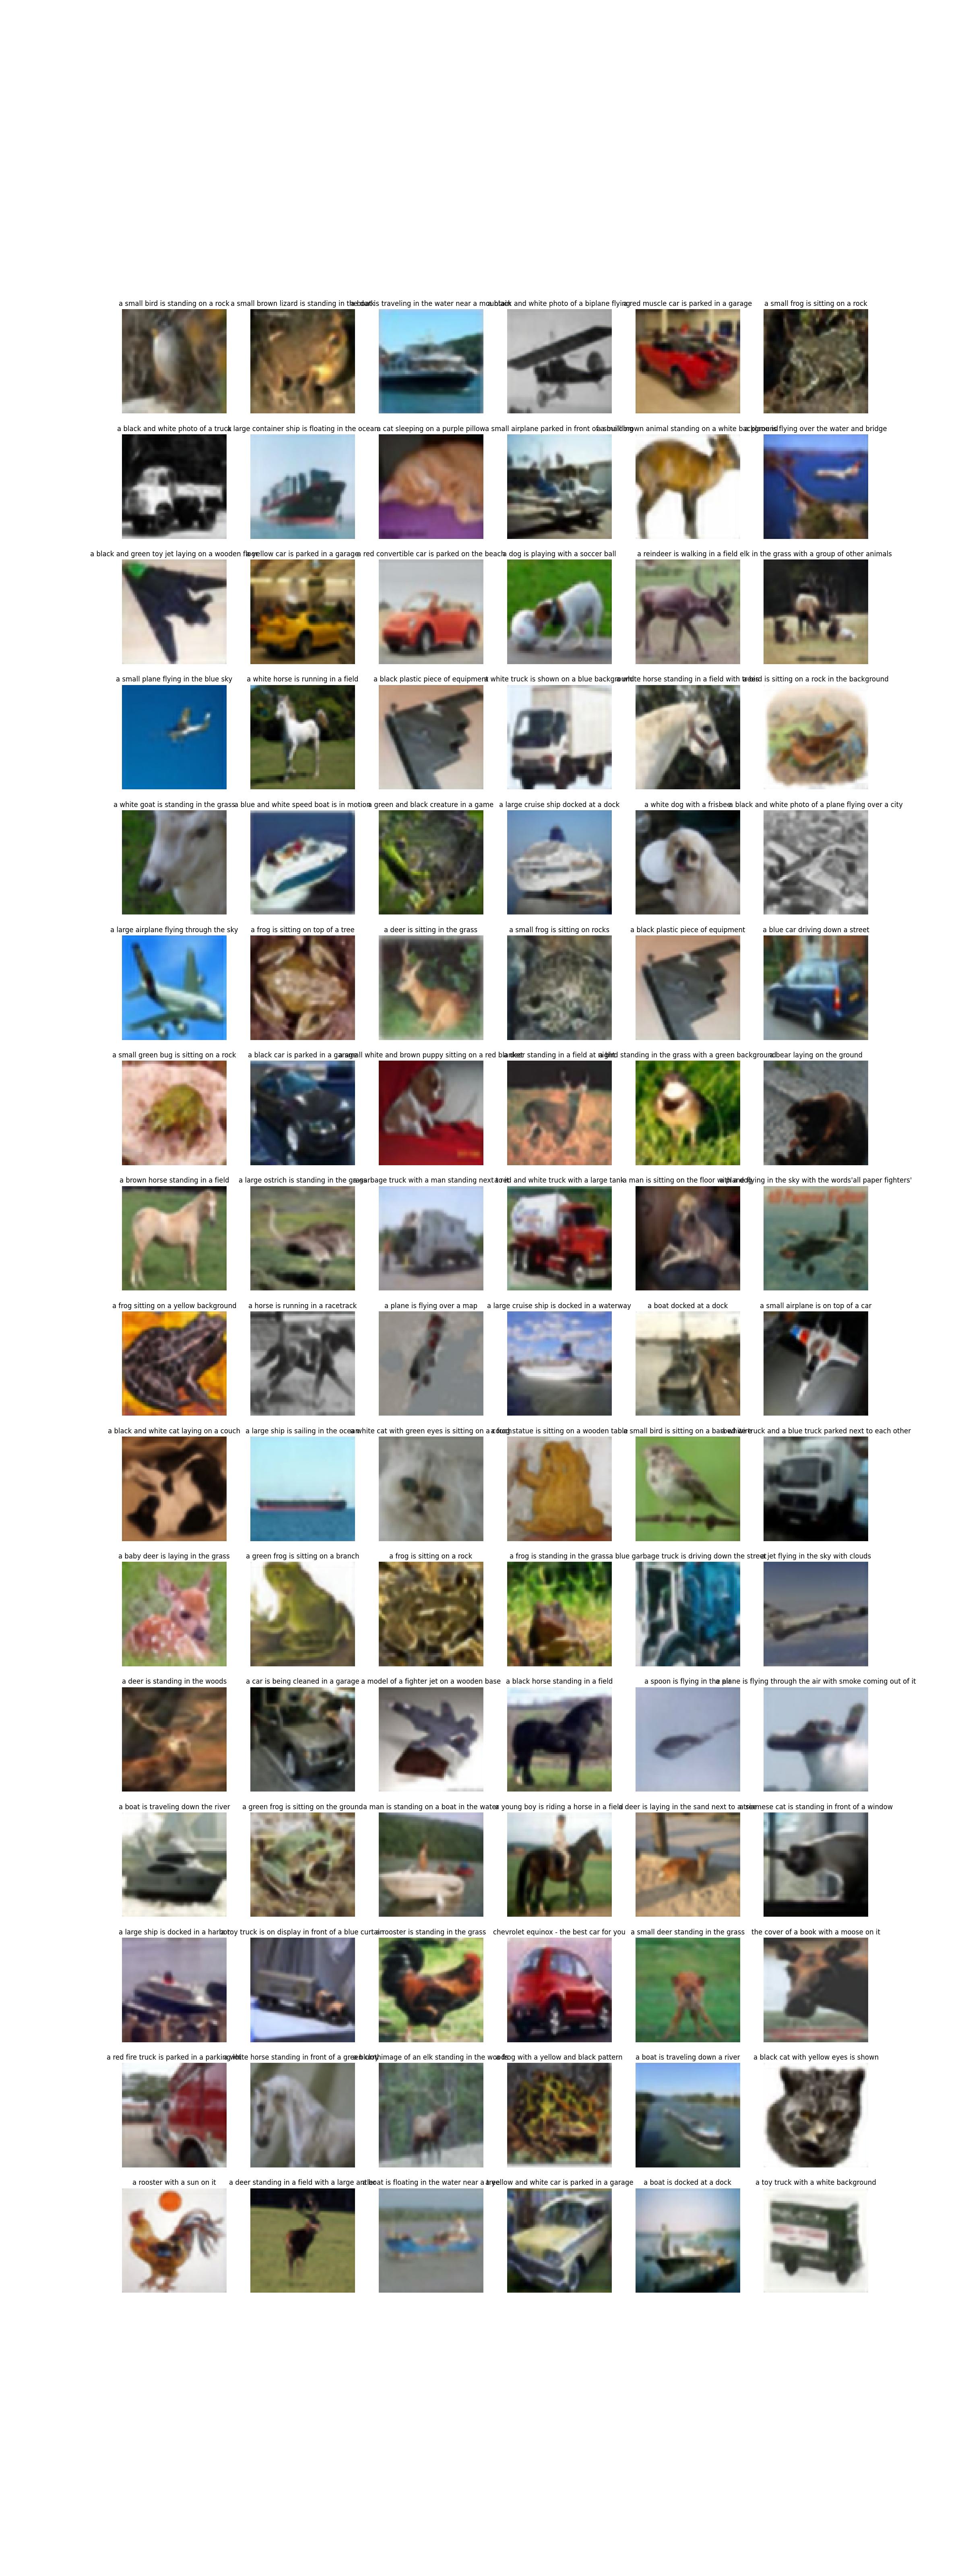 a small bird is standing on a rock
a small brown lizard is standing in the dark
a boat is traveling in the water near a mountain
a black and white photo of a biplane flying
a red muscle car is parked in a garage
a small frog is sitting on a rock
a black and white photo of a truck
a large container ship is floating in the ocean
a cat sleeping on a purple pillow
a small airplane parked in front of a building
a small brown animal standing on a white background
a plane is flying over the water and bridge
a black and green toy jet laying on a wooden floor
a yellow car is parked in a garage
a red convertible car is parked on the beach
a dog is playing with a soccer ball
a reindeer is walking in a field
elk in the grass with a group of other animals
a small plane flying in the blue sky
a white horse is running in a field
a black plastic piece of equipment
a white truck is shown on a blue background
a white horse standing in a field with trees
a bird is sitting on a rock in the background
a white goat is standing in the grass
a blue and white speed boat is in motion
a green and black creature in a game
a large cruise ship docked at a dock
a white dog with a frisbee
a black and white photo of a plane flying over a city
a large airplane flying through the sky
a frog is sitting on top of a tree
a deer is sitting in the grass
a small frog is sitting on rocks
a black plastic piece of equipment
a blue car driving down a street
a small green bug is sitting on a rock
a black car is parked in a garage
a small white and brown puppy sitting on a red blanket
a deer standing in a field at night
a bird standing in the grass with a green background
a bear laying on the ground
a brown horse standing in a field
a large ostrich is standing in the grass
a garbage truck with a man standing next to it
a red and white truck with a large tank
a man is sitting on the floor with a dog
a plane flying in the sky with the words'all paper fighters'
a frog sitting on a yellow background
a horse is running in a racetrack
a plane is flying over a map
a large cruise ship is docked in a waterway
a boat docked at a dock
a small airplane is on top of a car
a black and white cat laying on a couch
a large ship is sailing in the ocean
a white cat with green eyes is sitting on a couch
a frog statue is sitting on a wooden table
a small bird is sitting on a barbed wire
a white truck and a blue truck parked next to each other
a baby deer is laying in the grass
a green frog is sitting on a branch
a frog is sitting on a rock
a frog is standing in the grass
a blue garbage truck is driving down the street
a jet flying in the sky with clouds
a deer is standing in the woods
a car is being cleaned in a garage
a model of a fighter jet on a wooden base
a black horse standing in a field
a spoon is flying in the air
a plane is flying through the air with smoke coming out of it
a boat is traveling down the river
a green frog is sitting on the ground
a man is standing on a boat in the water
a young boy is riding a horse in a field
a deer is laying in the sand next to a tree
a siamese cat is standing in front of a window
a large ship is docked in a harbor
a toy truck is on display in front of a blue curtain
a rooster is standing in the grass
chevrolet equinox - the best car for you
a small deer standing in the grass
the cover of a book with a moose on it
a red fire truck is parked in a parking lot
a white horse standing in front of a green
a blurry image of an elk standing in the woods
a frog with a yellow and black pattern
a boat is traveling down a river
a black cat with yellow eyes is shown
a rooster with a sun on it
a deer standing in a field with a large antler
a boat is floating in the water near a tree
a yellow and white car is parked in a garage
a boat is docked at a dock
a toy truck with a white background